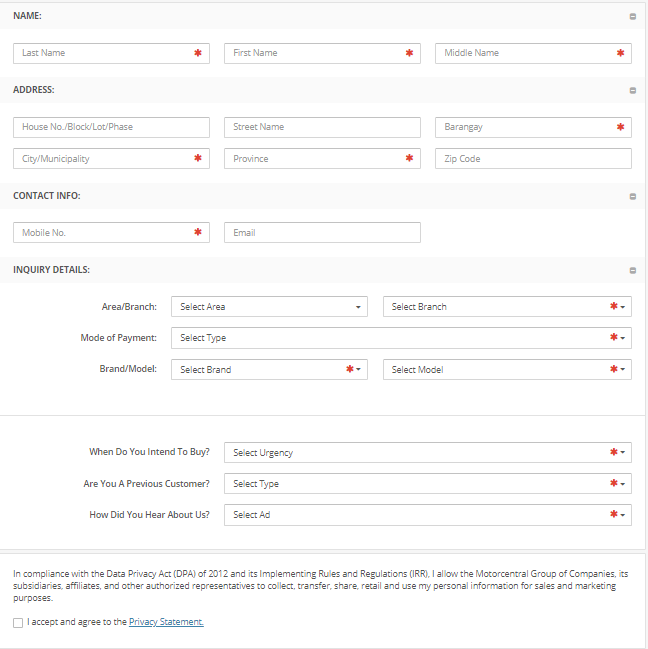 NAME:
Last Name * First Name * Middle Name *
ADDRESS:
House No./Block/Lot/Phase Street Name Barangay *
City/Municipality * Province * Zip Code
CONTACT INFO:
Mobile No. * Email
INQUIRY DETAILS:
Area/Branch: Select Area Select Branch *
Mode of Payment: Select Type *
Brand/Model: Select Brand * Select Model *
When Do You Intend To Buy? Select Urgency *
Are You A Previous Customer? Select Type *
How Did You Hear About Us? Select Ad *
In compliance with the Data Privacy Act (DPA) of 2012 and its Implementing Rules and Regulations (IRR), I allow the Motorcentral Group of Companies, its
subsidiaries, affiliates, and other authorized representatives to collect, transfer, share, retail and use my personal information for sales and marketing
purposes.
I accept and agree to the Privacy Statement.